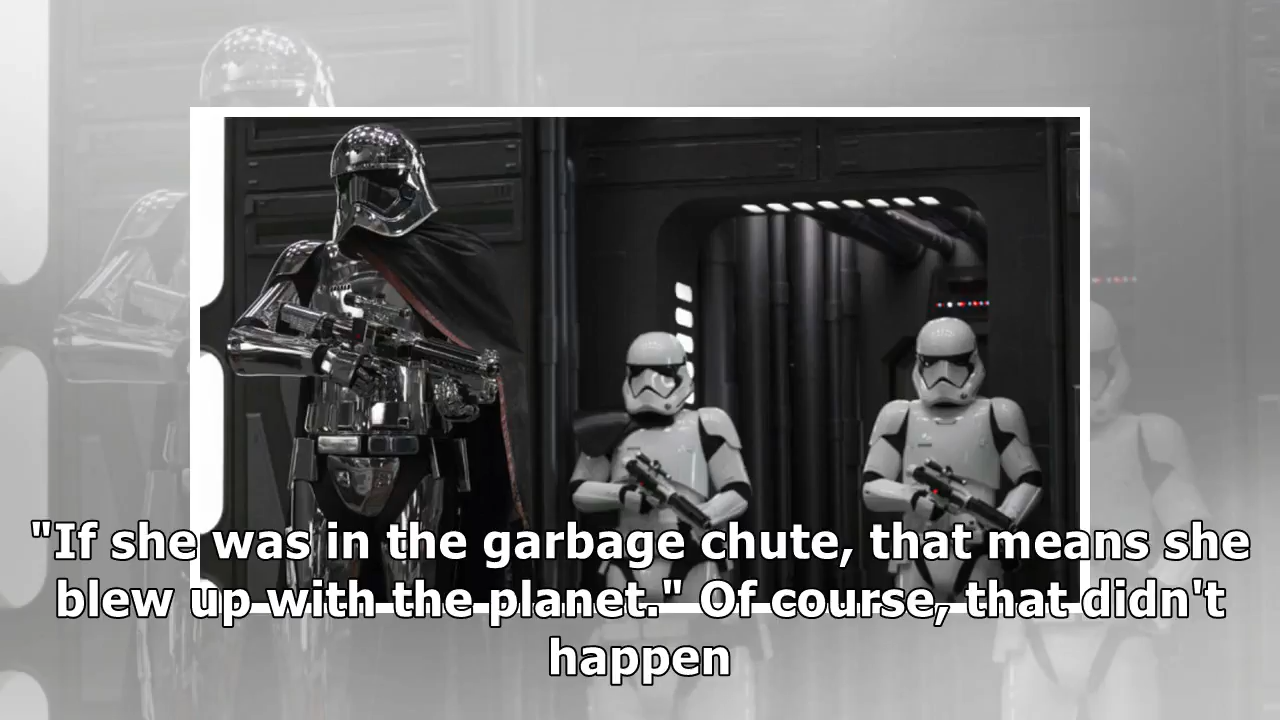 "If she was in the garbage chute, that means she
blew up with the planet." Of course, that didn't
happen